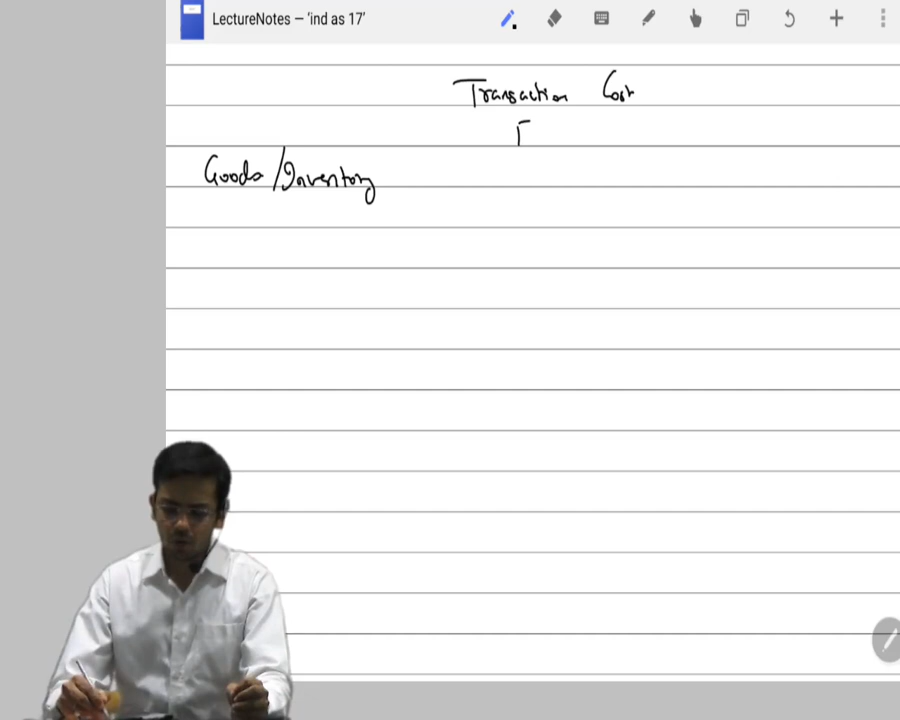 LectureNotes – 'ind as 17'
Transaction Cost
Goods/Inventory